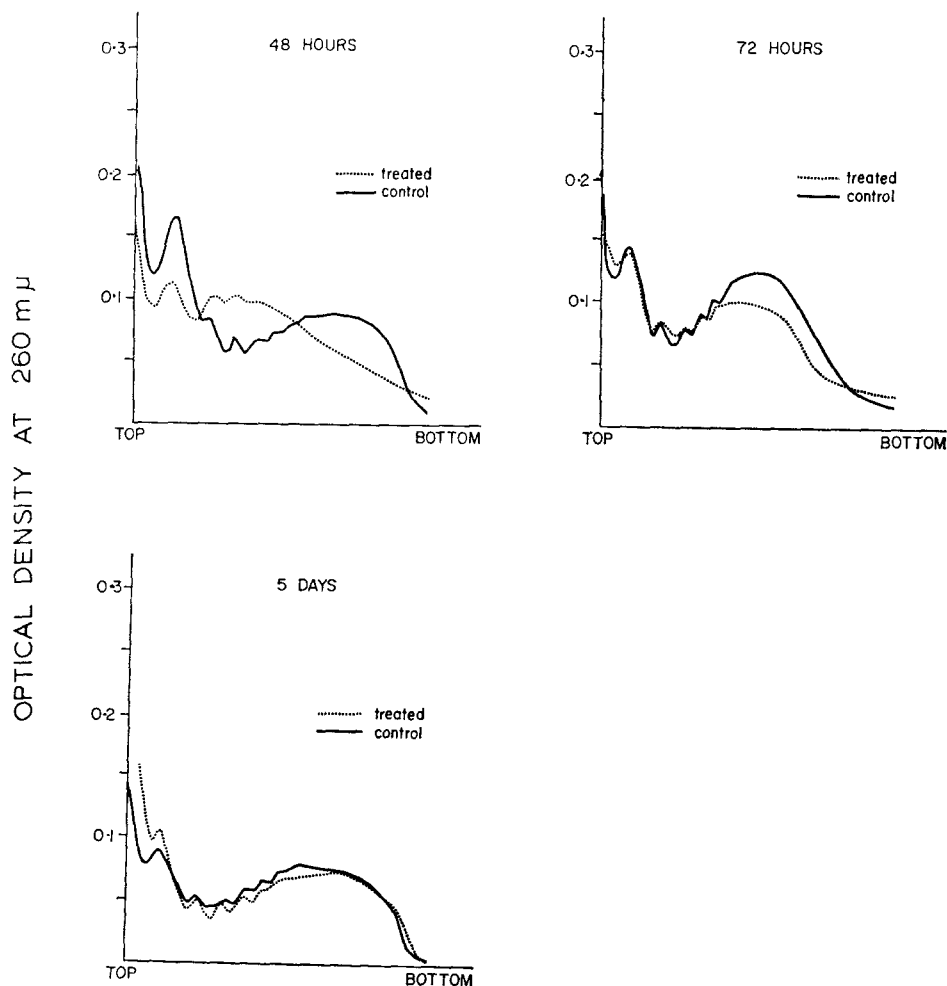 OPTICAL DENSITY AT 260 mμ
48 HOURS
0·3
0·2
0·1
treated
control
TOP
BOTTOM
72 HOURS
0·3
0·2
0·1
treated
control
TOP
BOTTOM
5 DAYS
0·3
0·2
0·1
treated
control
TOP
BOTTOM